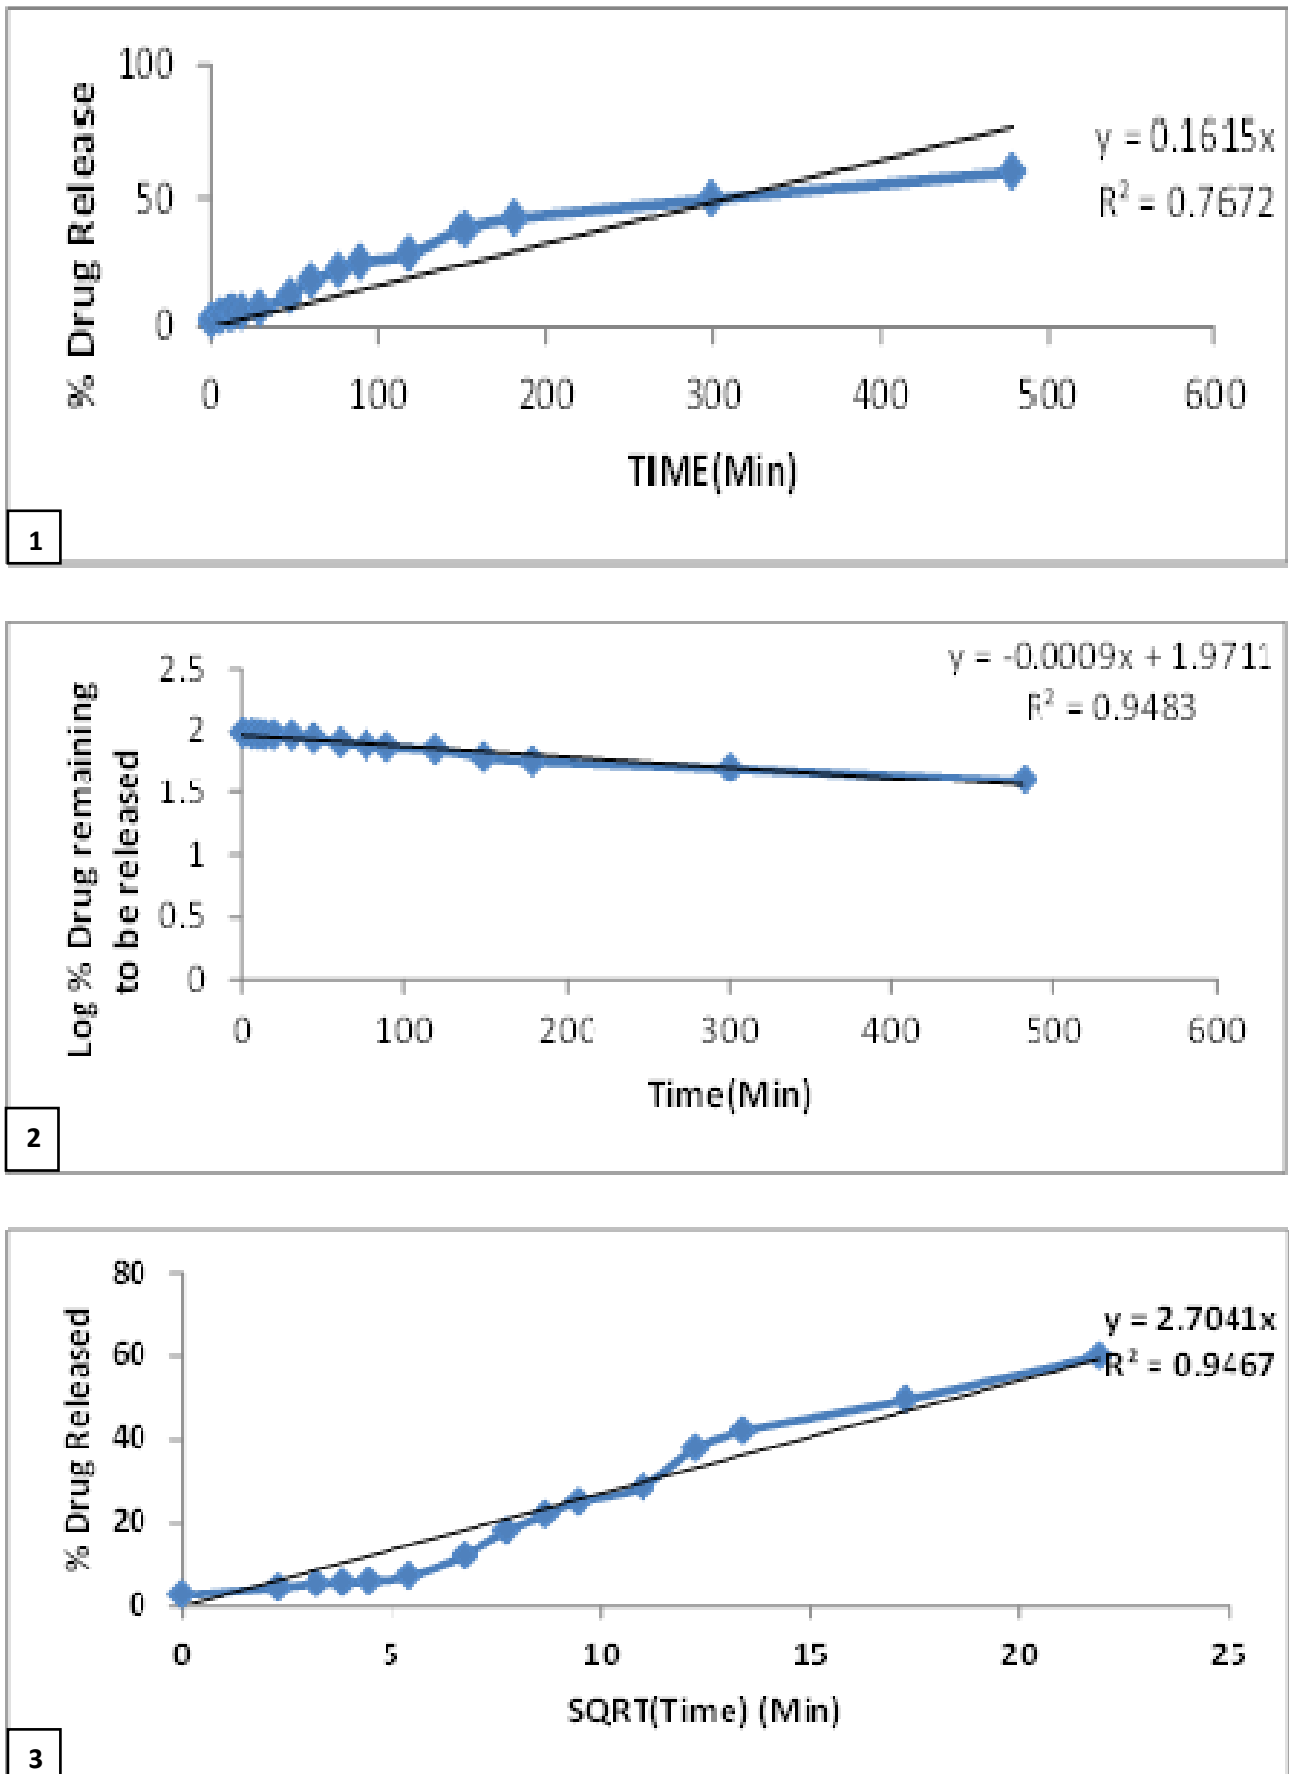 100
50
0
% Drug Release
y = 0.1615x
R² = 0.7672
0 100 200 300 400 500 600
TIME(Min)
1
y = -0.0009x + 1.9711
R² = 0.9483
2.5
2
1.5
1
0.5
0
Log % Drug remaining
to be released
0 100 200 300 400 500 600
Time(Min)
2
80
60
40
20
0
% Drug Released
y = 2.7041x
R² = 0.9467
0 5 10 15 20 25
SQRT(Time) (Min)
3